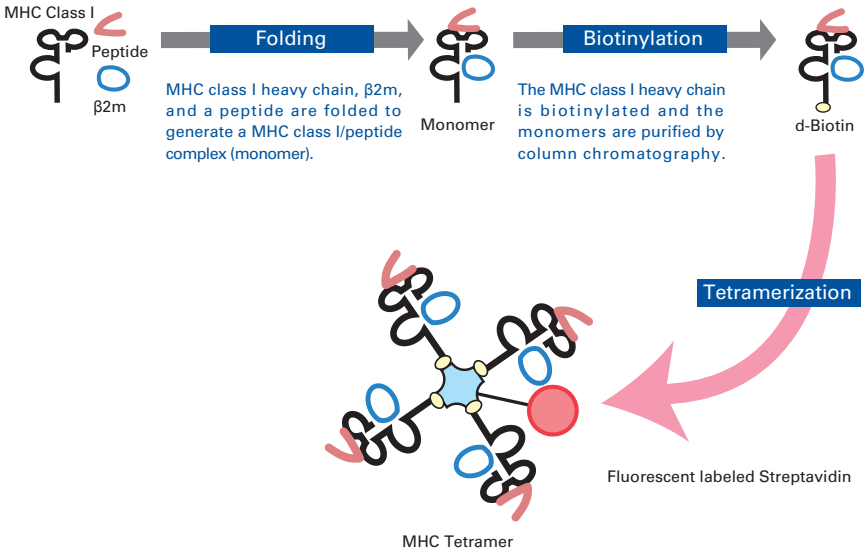 MHC Class I
Peptide
β2m
Folding
MHC class I heavy chain, β2m,
and a peptide are folded to
generate a MHC class I/peptide
complex (monomer).
Monomer
Biotinylation
The MHC class I heavy chain
is biotinylated and the
monomers are purified by
column chromatography.
d-Biotin
Tetramerization
Fluorescent labeled Streptavidin
MHC Tetramer